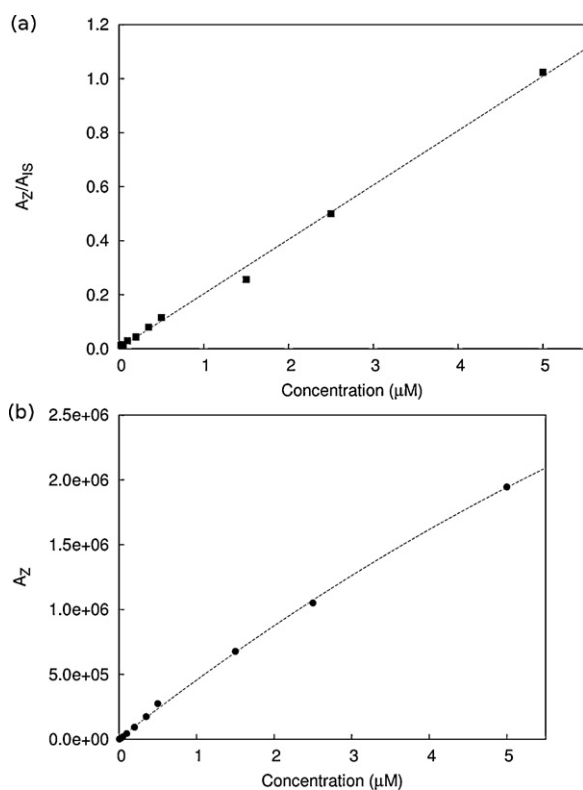 (a)
1.2
1.0
0.8
0.6
0.4
0.2
0.0
A_Z/A_IS
0 1 2 3 4 5
Concentration (μM)
(b)
2.5e+06
2.0e+06
1.5e+06
1.0e+06
5.0e+05
0.0e+00
A_Z
0 1 2 3 4 5
Concentration (μM)